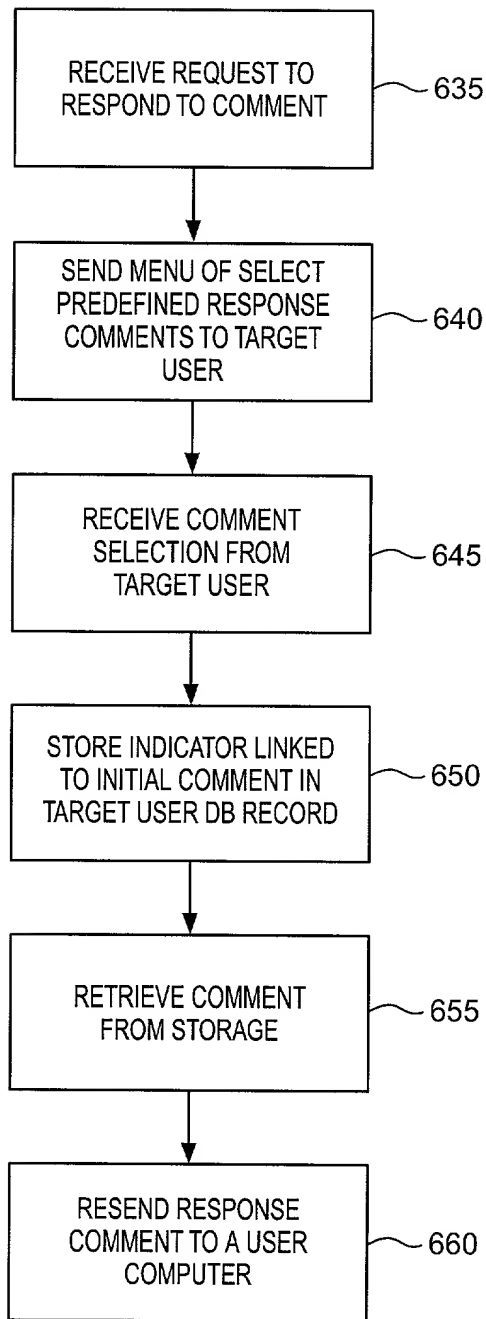 RECEIVE REQUEST TO
RESPOND TO COMMENT
635
SEND MENU OF SELECT
PREDEFINED RESPONSE
COMMENTS TO TARGET
USER
640
RECEIVE COMMENT
SELECTION FROM
TARGET USER
645
STORE INDICATOR LINKED
TO INITIAL COMMENT IN
TARGET USER DB RECORD
650
RETRIEVE COMMENT
FROM STORAGE
655
RESEND RESPONSE
COMMENT TO A USER
COMPUTER
660